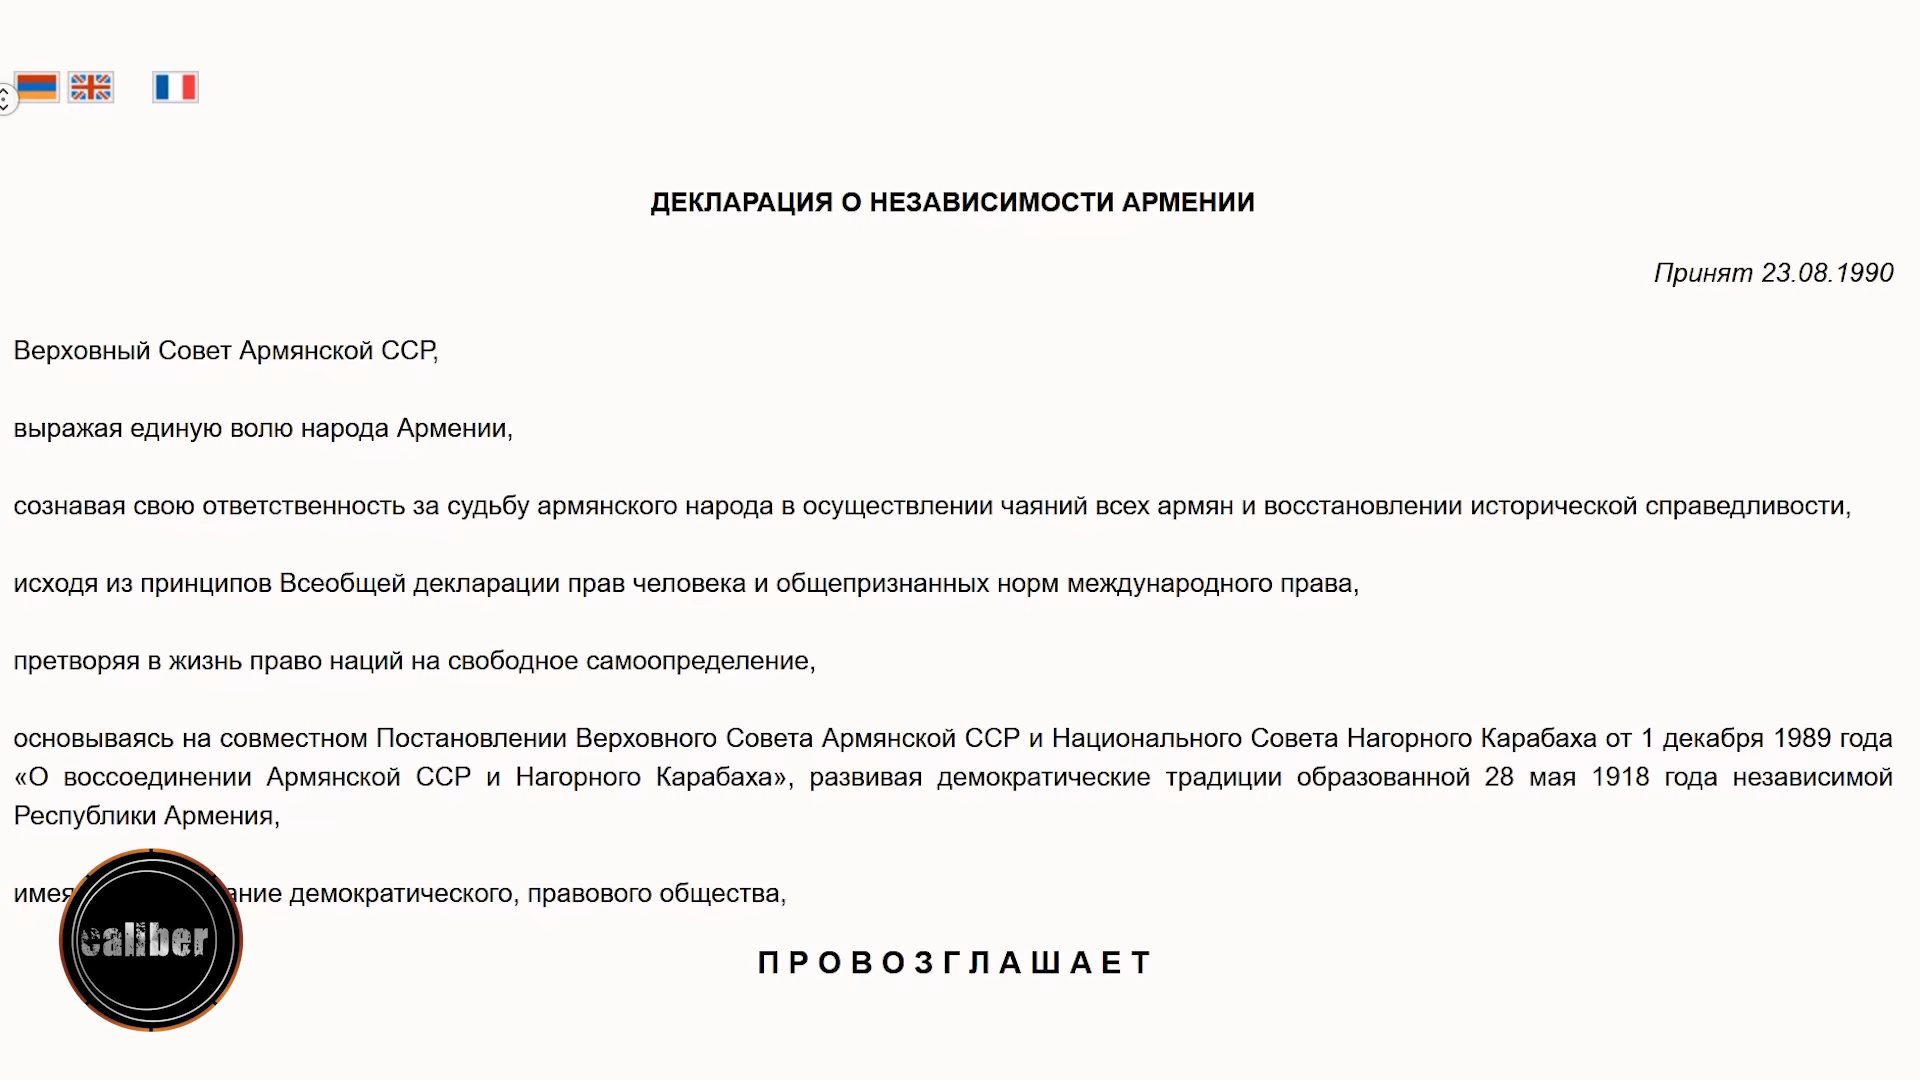 ДЕКЛАРАЦИЯ О НЕЗАВИСИМОСТИ АРМЕНИИ
Принят 23.08.1990
Верховный Совет Армянской ССР,
выражая единую волю народа Армении,
сознавая свою ответственность за судьбу армянского народа в осуществлении чаяний всех армян и восстановлении исторической справедливости,
исходя из принципов Всеобщей декларации прав человека и общепризнанных норм международного права,
претворяя в жизнь право наций на свободное самоопределение,
основываясь на совместном Постановлении Верховного Совета Армянской ССР и Национального Совета Нагорного Карабаха от 1 декабря 1989 года
«О воссоединении Армянской ССР и Нагорного Карабаха», развивая демократические традиции образованной 28 мая 1918 года независимой
Республики Армения,
демократического, правового общества,
caliber
ПРОВОЗГЛАШАЕТ